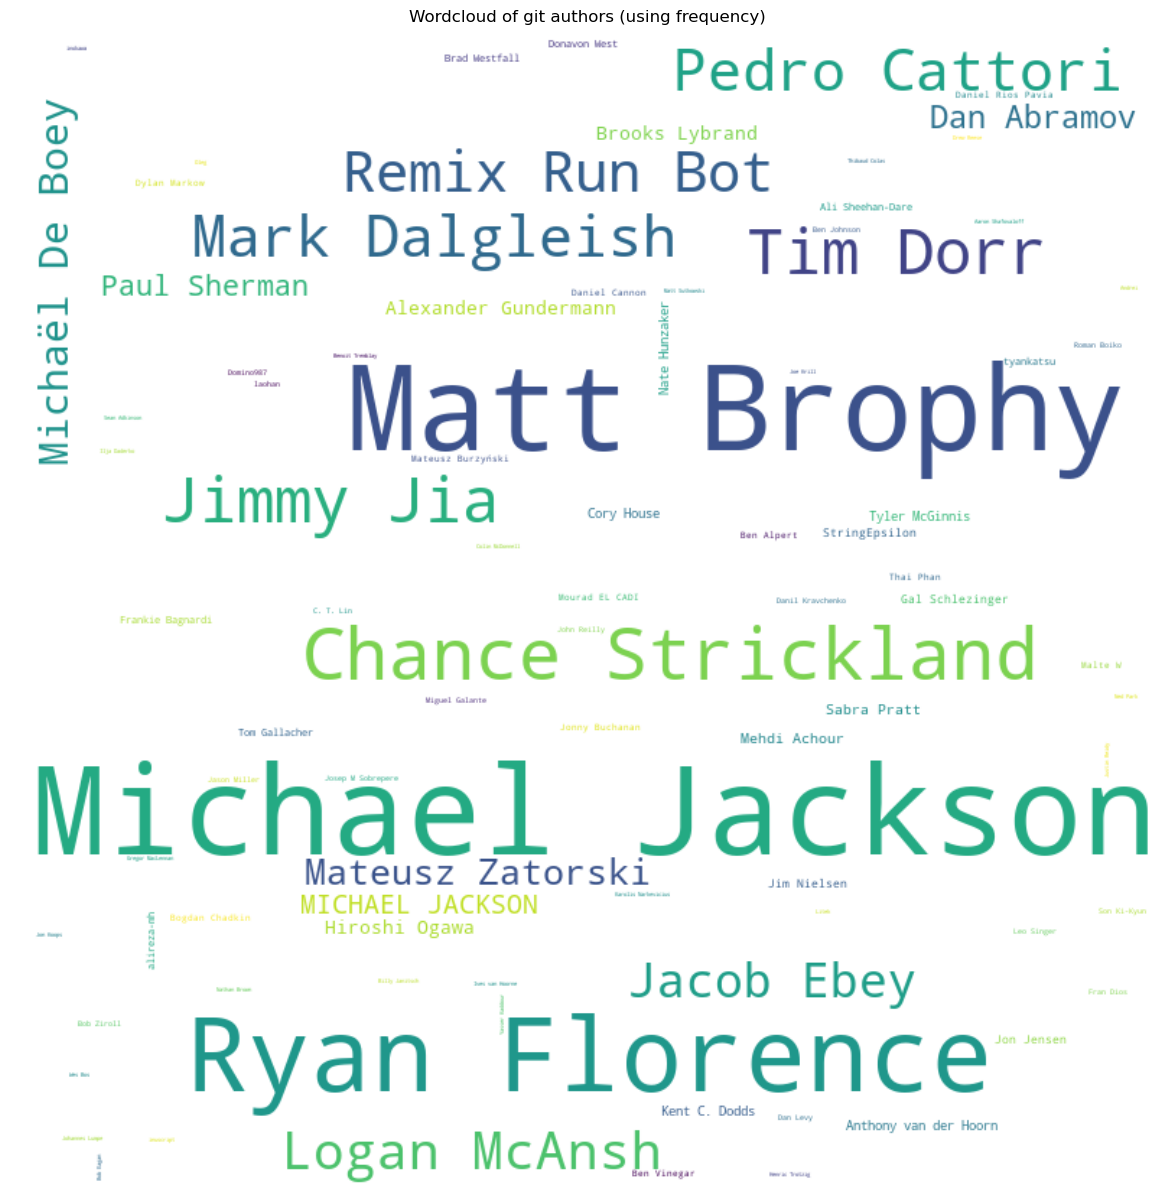 Wordcloud of git authors (using frequency)
Donavon West
Brad Westfall
Pedro Cattori
Daniel Rios Pavia
Dan Abramov
Michaël De Boey
Brooks Lybrand
Remix Run Bot
Dylan Markow
Ali Sheehan-Dare
Mark Dalgleish
Ben Johnson
Tim Dorr
Paul Sherman
Daniel Cannon
Alexander Gundermann
Nate Hunzaker
Roman Boiko
Benoit Tremblay
tyankatsu
Domino987
laohan
Joe Krill
Matt Brophy
Mateusz Burzyński
Jimmy Jia
Cory House
Tyler McGinnis
Ben Alpert
StringEpsilon
Thai Phan
Mourad EL CADI
Danil Kravchenko
Gal Schlezinger
C. T. Lin
Frankie Bagnardi
John Reilly
Chance Strickland
Malte W
Miguel Galante
Sabra Pratt
Jonny Buchanan
Tom Gallacher
Mehdi Achour
Jason Miller
Josep M Sobrepere
Michael Jackson
Mateusz Zatorski
Jim Nielsen
MICHAEL JACKSON
Bogdan Chadkin
Son Ki-Kyun
Hiroshi Ogawa
Leo Singer
alireza-mh
Jacob Ebey
Fran Dios
Bob Ziroll
Ryan Florence
Jon Jensen
Wes Bos
Kent C. Dodds
Dan Levy
Anthony van der Hoorn
Logan McAnsh
Ben Vinegar